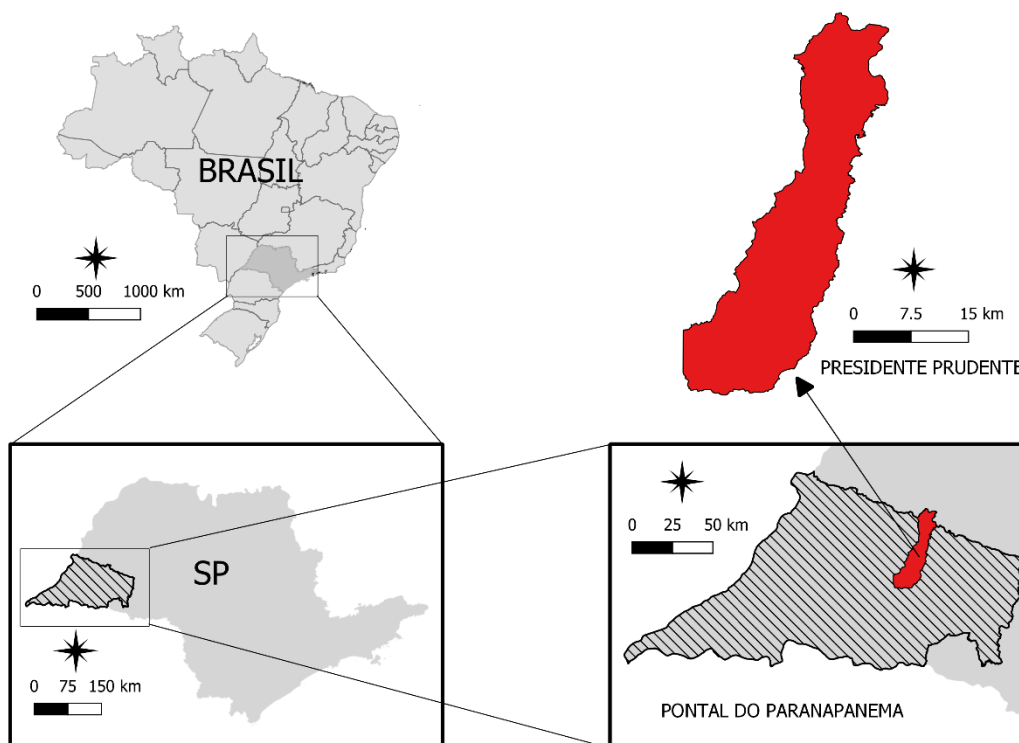 BRASIL
0 500 1000 km
0 7.5 15 km
PRESIDENTE PRUDENTE
SP
0 75 150 km
0 25 50 km
PONTAL DO PARANAPANEMA